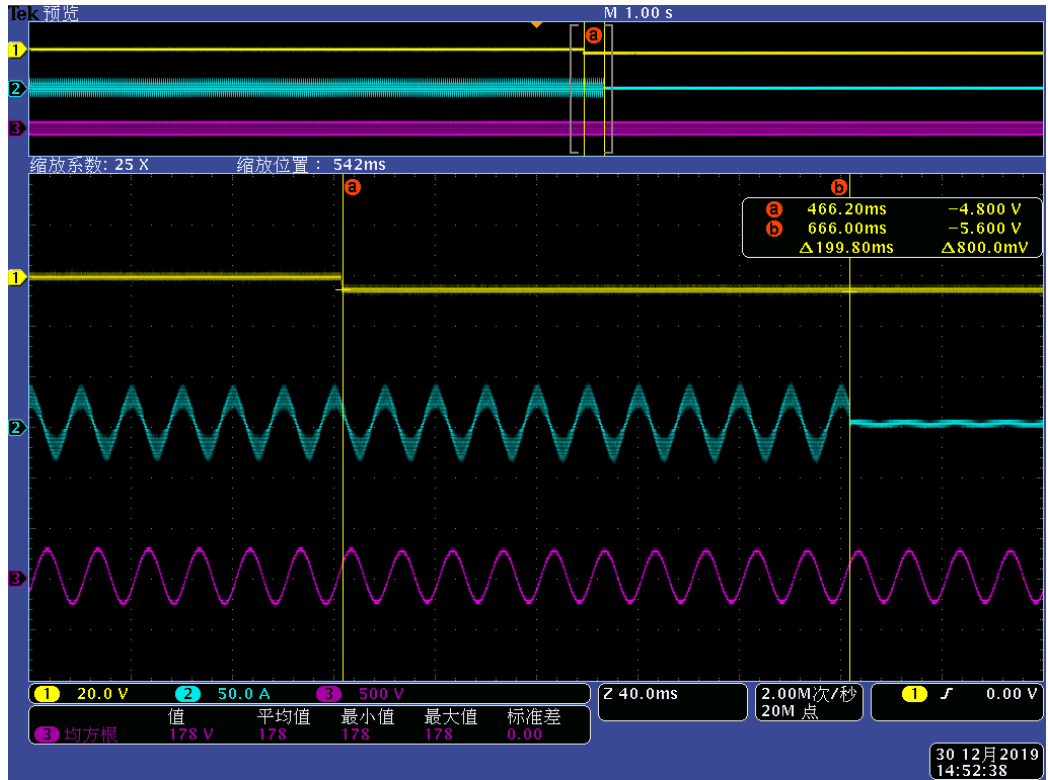 Tek 预览 M 1.00 s
a
1
2
3
缩放系数: 25 X 缩放位置: 542ms
a b
a 466.20ms −4.800 V
b 666.00ms −5.600 V
Δ199.80ms Δ800.0mV
1
2
3
1 20.0 V 2 50.0 A 3 500 V Z 40.0ms 2.00M次/秒 1 0.00 V
20M 点
值 平均值 最小值 最大值 标准差
3 均方根 178 V 178 178 178 0.00
30 12月2019
14:52:38